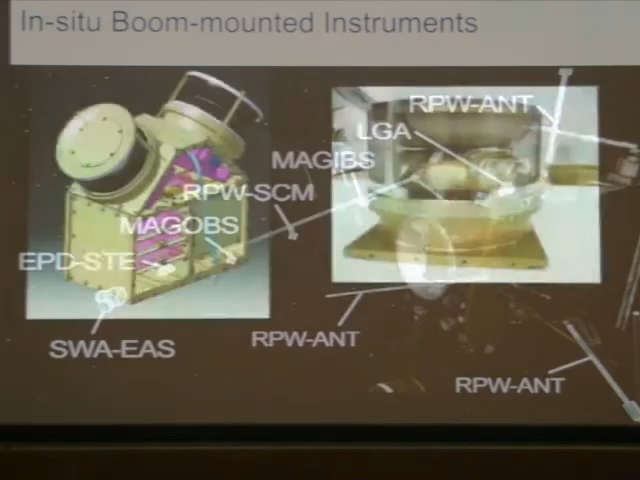 In-situ Boom-mounted Instruments
RPW-ANT
LGA
MAGIBS
RPW-SCM
MAGOBS
EPD-STE
SWA-EAS
RPW-ANT
RPW-ANT